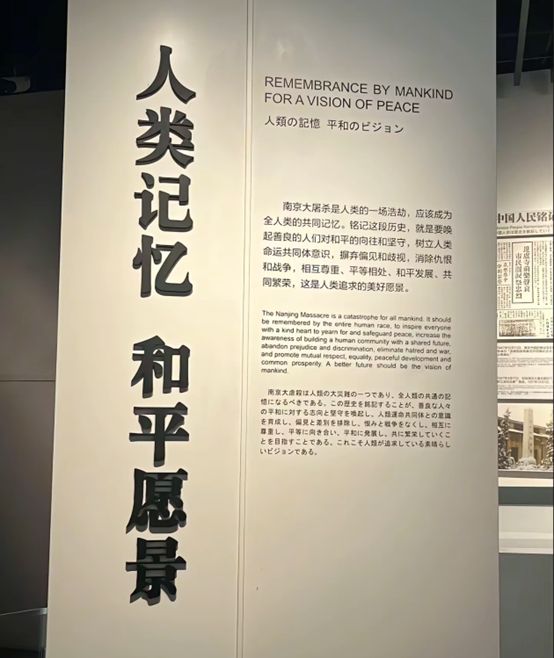 人类记忆 和平愿景
REMEMBRANCE BY MANKIND
FOR A VISION OF PEACE
人類の記憶 平和のビジョン
南京大屠杀是人类的一场浩劫，应该成为
全人类的共同记忆。铭记这段历史，就是要唤
起善良的人们对和平的向往和坚守，树立人类
命运共同体意识，摒弃偏见和歧视，消除仇恨
和战争，相互尊重、平等相处、和平发展、共
同繁荣，这是人类追求的美好愿景。
The Nanjing Massacre is a catastrophe for all mankind. It should
be remembered by the entire human race, to inspire everyone
with a kind heart to yearn for and safeguard peace, increase the
awareness of building a human community with a shared future,
abandon prejudice and discrimination, eliminate hatred and war,
and promote mutual respect, equality, peaceful development and
common prosperity. A better future should be the vision of
mankind.
南京大虐殺は人類の大災難の一つであり、全人類の共通の記
憶になるべきである。この歴史を銘記することが、善良な人々
の平和に対する志向と堅守を喚起し、人類運命共同体との意識
を育成し、偏見と差別を排除し、恨みと戦争をなくし、相互に
尊重し、平等に向き合い、平和に発展し、共に繁栄していくこ
とを目指すことである。これこそ人類が追求している素晴らし
いビジョンである。
中国人民铭